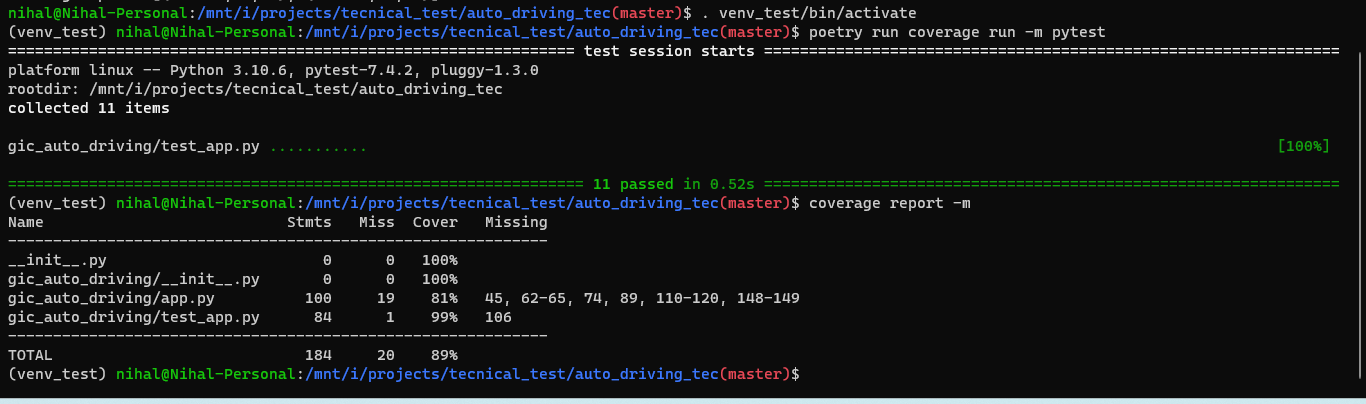 nihal@Nihal-Personal:/mnt/i/projects/tecnical_test/auto_driving_tec(master)$ . venv_test/bin/activate
(venv_test) nihal@Nihal-Personal:/mnt/i/projects/tecnical_test/auto_driving_tec(master)$ poetry run coverage run -m pytest
=============================================================== test session starts ================================================================
platform linux -- Python 3.10.6, pytest-7.4.2, pluggy-1.3.0
rootdir: /mnt/i/projects/tecnical_test/auto_driving_tec
collected 11 items

gic_auto_driving/test_app.py ...........                                                                                                     [100%]

================================================================ 11 passed in 0.52s ================================================================
(venv_test) nihal@Nihal-Personal:/mnt/i/projects/tecnical_test/auto_driving_tec(master)$ coverage report -m
Name                           Stmts   Miss  Cover   Missing
------------------------------------------------------------
__init__.py                        0      0   100%
gic_auto_driving/__init__.py       0      0   100%
gic_auto_driving/app.py          100     19    81%   45, 62-65, 74, 89, 110-120, 148-149
gic_auto_driving/test_app.py      84      1    99%   106
------------------------------------------------------------
TOTAL                            184     20    89%
(venv_test) nihal@Nihal-Personal:/mnt/i/projects/tecnical_test/auto_driving_tec(master)$